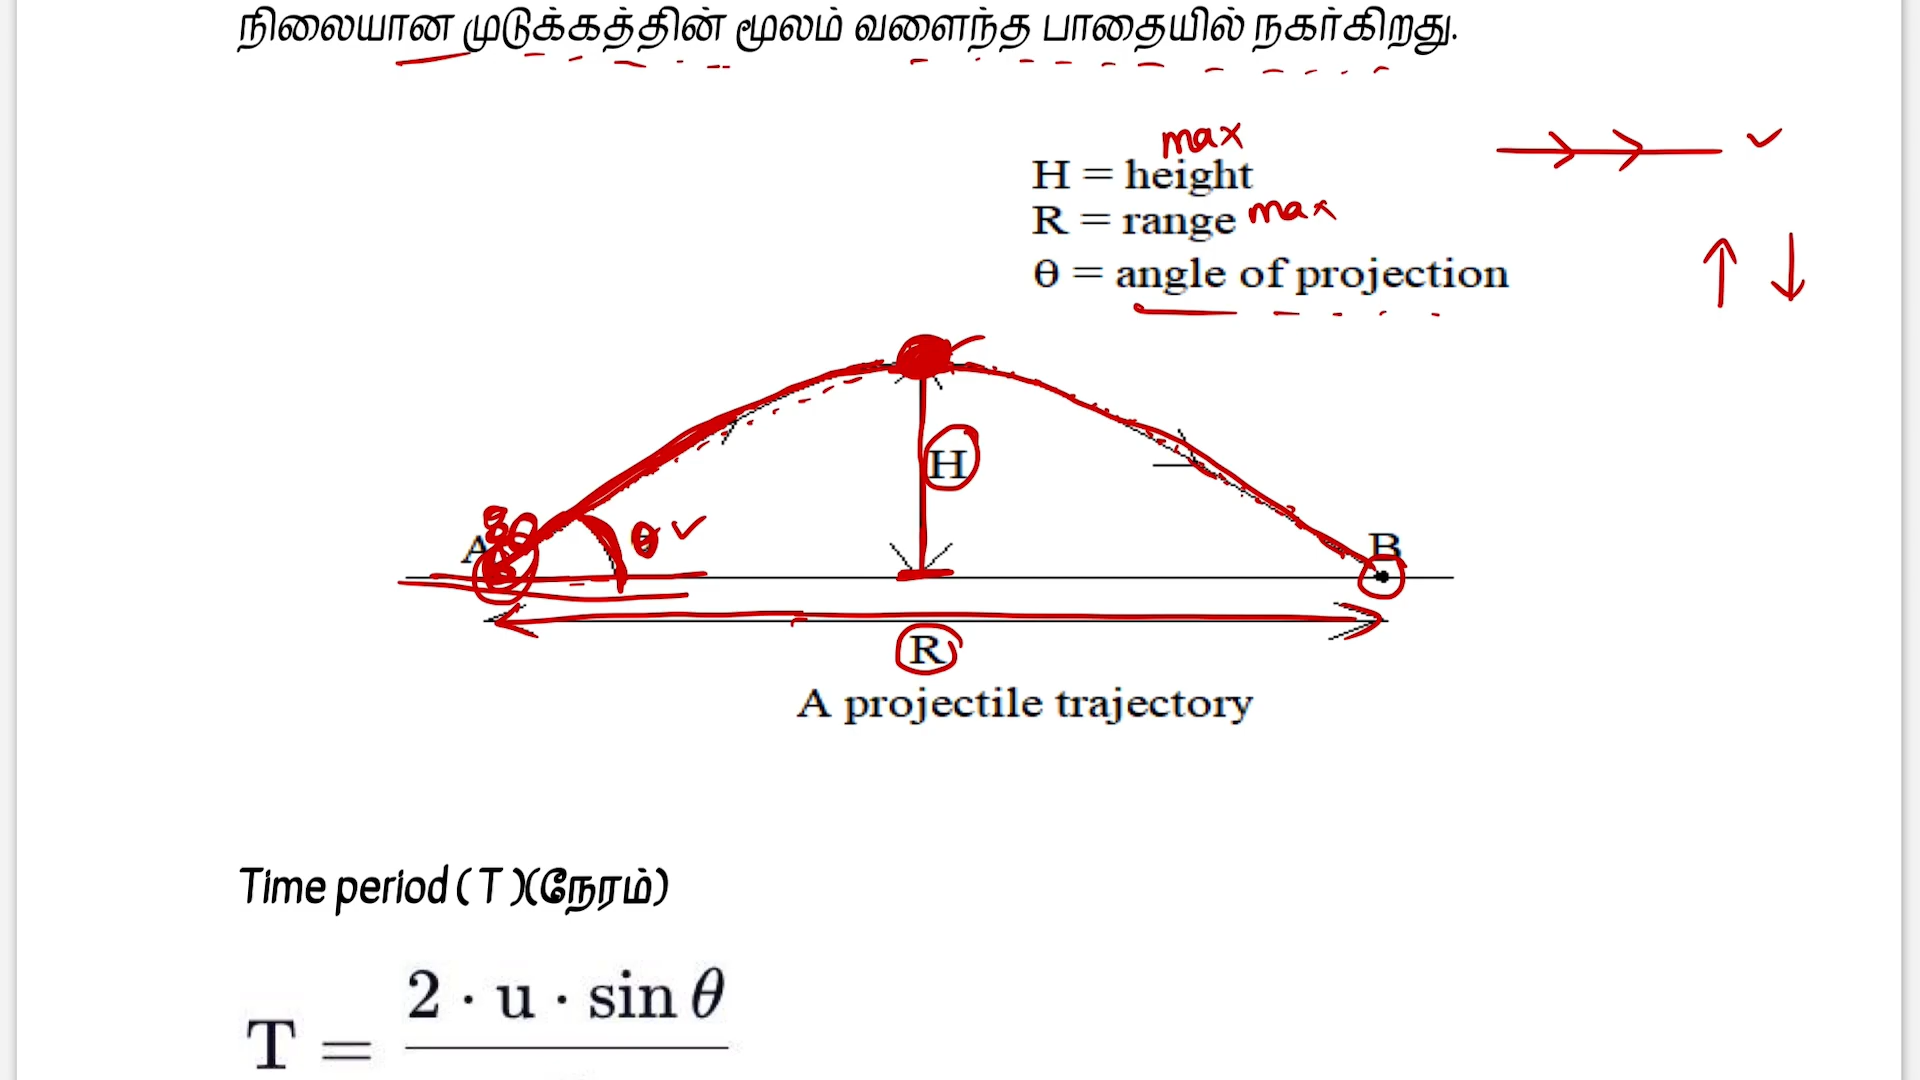 நிலையான முடுக்கத்தின் மூலம் வளைந்த பாதையில் நகர்கிறது.
max
H = height
R = range max
θ = angle of projection
H
A
θ
B
R
A projectile trajectory
Time period ( T )(நேரம்)
2 · u · sin θ
T =